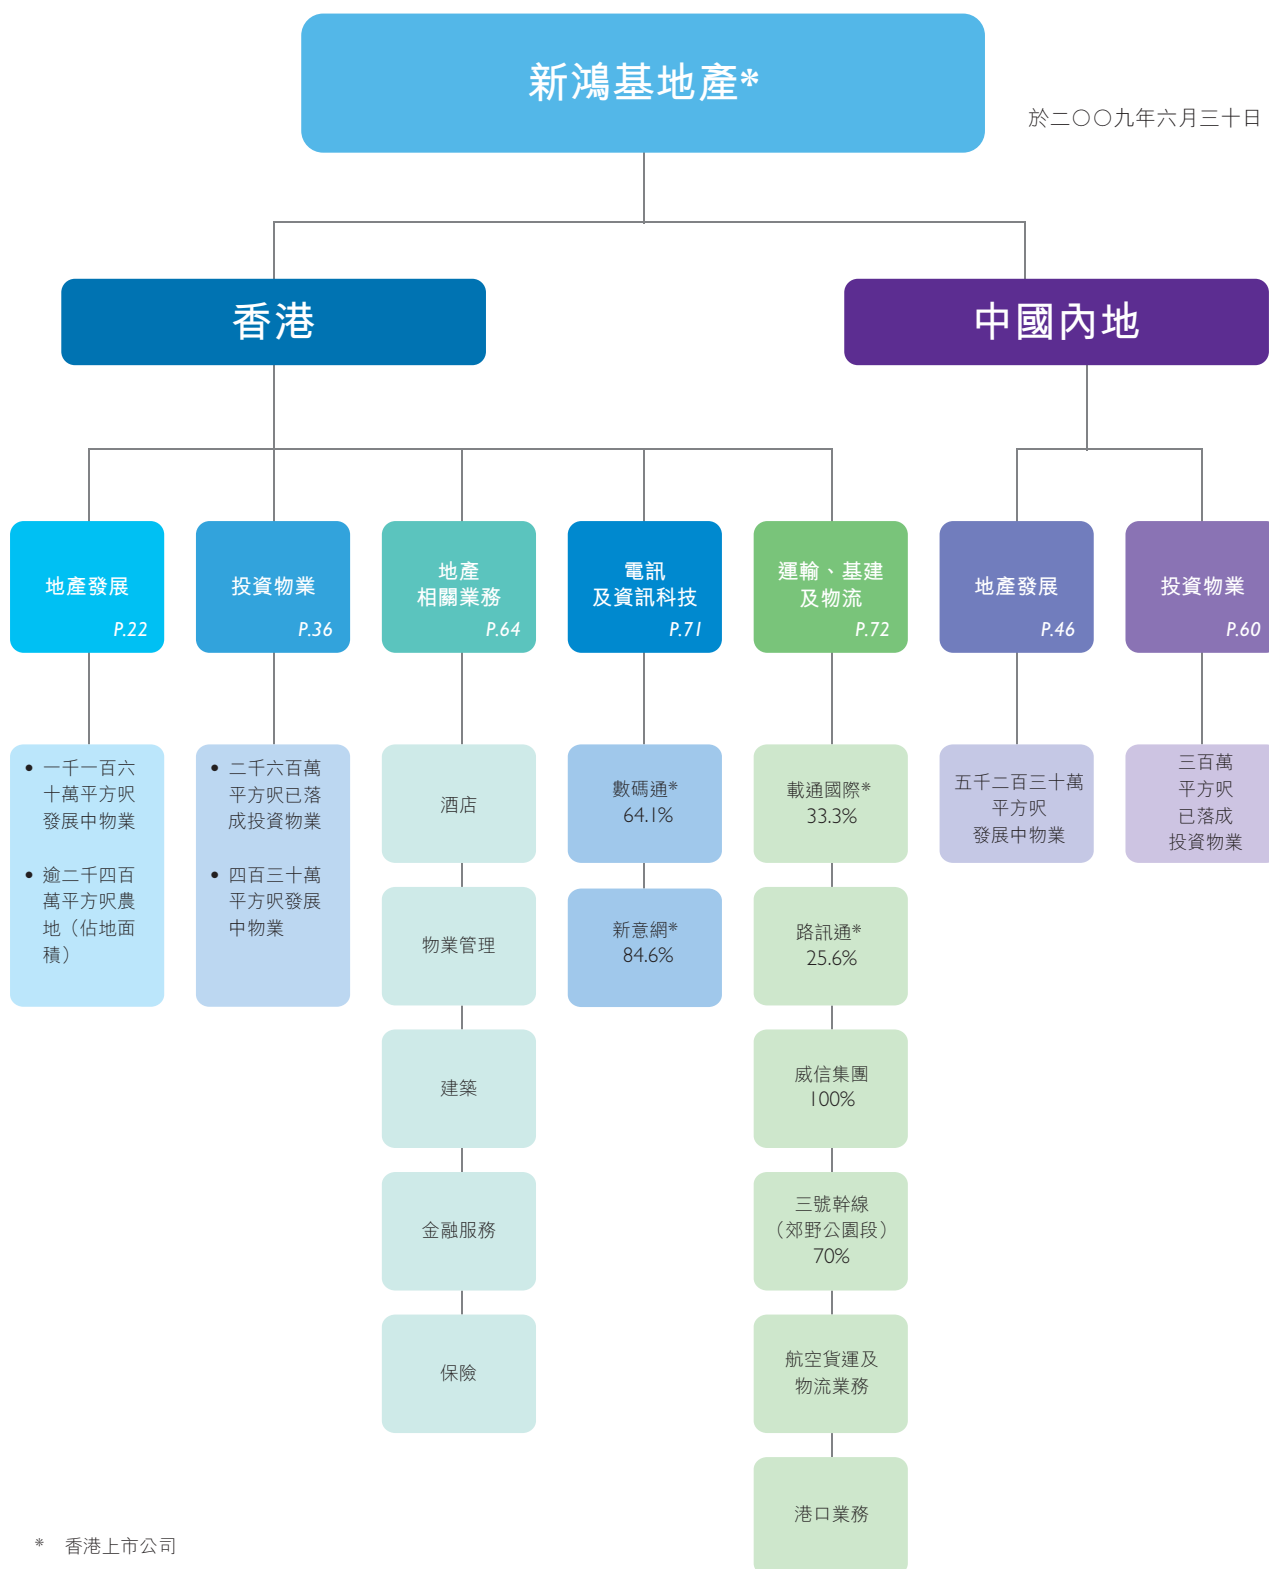 新鴻基地產*
於二〇〇九年六月三十日
香港
中國內地
地產發展
P.22
投資物業
P.36
地產
相關業務
P.64
電訊
及資訊科技
P.71
運輸、基建
及物流
P.72
地產發展
P.46
投資物業
P.60
• 一千一百六
十萬平方呎
發展中物業
• 逾二千四百
萬平方呎農
地（佔地面
積）
• 二千六百萬
平方呎已落
成投資物業
• 四百三十萬
平方呎發展
中物業
酒店
物業管理
建築
金融服務
保險
數碼通*
64.1%
新意網*
84.6%
載通國際*
33.3%
路訊通*
25.6%
威信集團
100%
三號幹線
（郊野公園段）
70%
航空貨運及
物流業務
港口業務
五千二百三十萬
平方呎
發展中物業
三百萬
平方呎
已落成
投資物業
* 香港上市公司